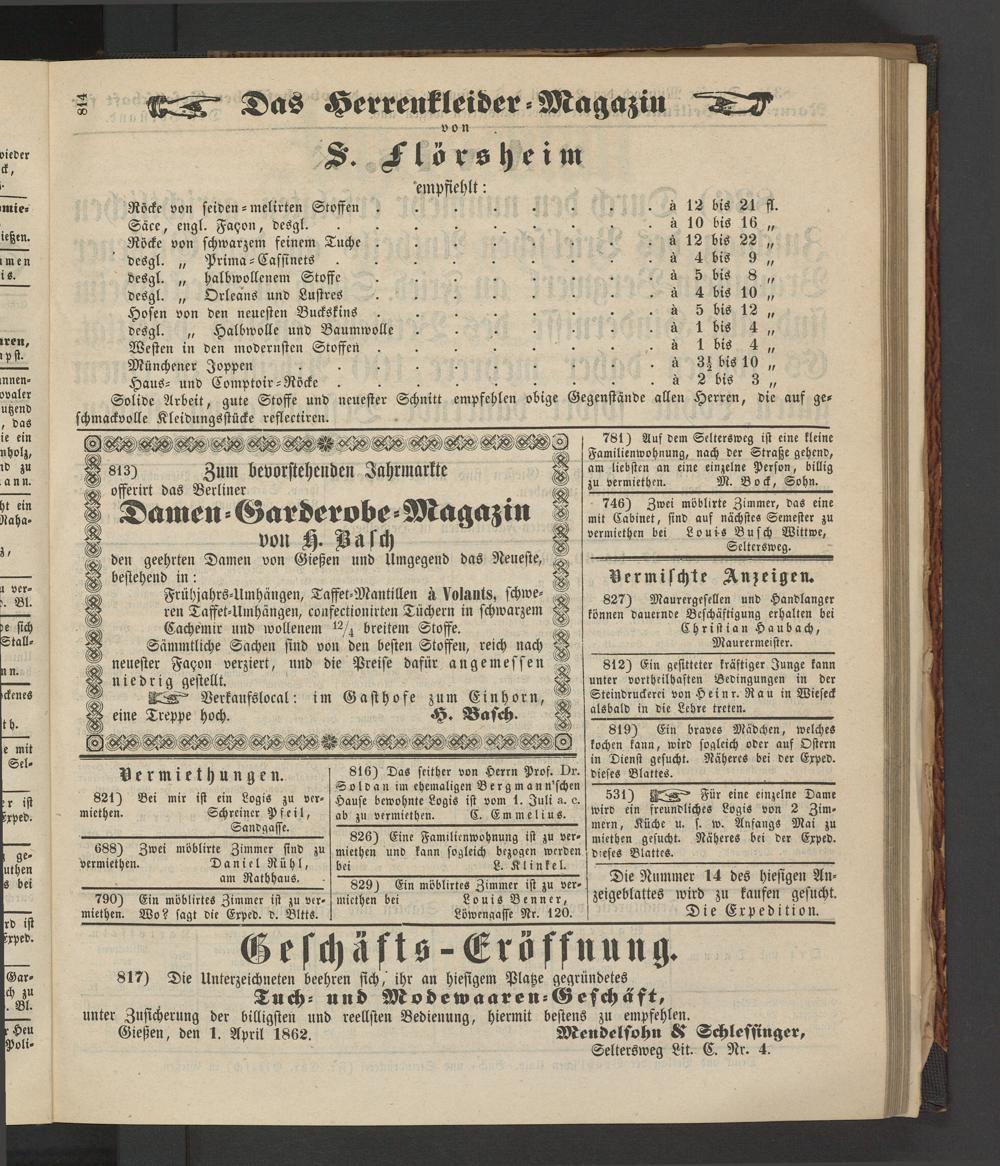 814
Das Herrenkleider-Magazin
von
S. Flörsheim
empfiehlt:
Röcke von seiden-melirten Stoffen . . . . . . . . à 12 bis 21 fl.
Säce, engl. Façon, desgl. . . . . . . . . . à 10 bis 16 „
Röcke von schwarzem feinem Tuche . . . . . . . . à 12 bis 22 „
desgl. „ Prima-Cassinets . . . . . . . . . à 4 bis 9 „
desgl. „ halbwollenem Stoffe . . . . . . . . à 5 bis 8 „
desgl. „ Orleans und Lustres . . . . . . . . à 4 bis 10 „
Hosen von den neuesten Buckskins . . . . . . . . à 5 bis 12 „
desgl. „ Halbwolle und Baumwolle . . . . . . . à 1 bis 4 „
Westen in den modernsten Stoffen . . . . . . . . à 1 bis 4 „
Münchener Joppen . . . . . . . . . . à 3½ bis 10 „
Haus- und Comptoir-Röcke . . . . . . . . . à 2 bis 3 „
Solide Arbeit, gute Stoffe und neuester Schnitt empfehlen obige Gegenstände allen Herren, die auf ge-
schmackvolle Kleidungsstücke reflectiren.
813) Zum bevorstehenden Jahrmarkte
offerirt das Berliner
Damen-Garderobe-Magazin
von H. Basch
den geehrten Damen von Gießen und Umgegend das Neueste,
bestehend in:
Frühjahrs-Umhängen, Taffet-Mantillen à Volants, schwe-
ren Taffet-Umhängen, confectionirten Tüchern in schwarzem
Cachemir und wollenem 12/4 breitem Stoffe.
Sämmtliche Sachen sind von den besten Stoffen, reich nach
neuester Façon verziert, und die Preise dafür angemessen
niedrig gestellt.
Verkaufslocal: im Gasthofe zum Einhorn,
eine Treppe hoch. H. Basch.
Vermiethungen.
821) Bei mir ist ein Logis zu ver-
miethen. Schreiner Pfeil,
Sandgasse.
688) Zwei möblirte Zimmer sind zu
vermiethen. Daniel Rühl,
am Rathhaus.
790) Ein möblirtes Zimmer ist zu ver-
miethen. Wo? sagt die Exped. d. Bltts.
816) Das seither von Herrn Prof. Dr.
Soldan im ehemaligen Bergmann'schen
Hause bewohnte Logis ist vom 1. Juli a. c.
ab zu vermiethen. C. Emmelius.
826) Eine Familienwohnung ist zu ver-
miethen und kann sogleich bezogen werden
bei L. Klinkel.
829) Ein möblirtes Zimmer ist zu ver-
miethen bei Louis Benner,
Löwengasse Nr. 120.
781) Auf dem Seltersweg ist eine kleine
Familienwohnung, nach der Straße gehend,
am liebsten an eine einzelne Person, billig
zu vermiethen. M. Bock, Sohn.
746) Zwei möblirte Zimmer, das eine
mit Cabinet, sind auf nächstes Semester zu
vermiethen bei Louis Busch Wittwe,
Seltersweg.
Vermischte Anzeigen.
827) Maurergesellen und Handlanger
können dauernde Beschäftigung erhalten bei
Christian Haubach,
Maurermeister.
812) Ein gesitteter kräftiger Junge kann
unter vortheilhaften Bedingungen in der
Steindruckerei von Heinr. Rau in Wieseck
alsbald in die Lehre treten.
819) Ein braves Mädchen, welches
kochen kann, wird sogleich oder auf Ostern
in Dienst gesucht. Näheres bei der Exped.
dieses Blattes.
531) Für eine einzelne Dame
wird ein freundliches Logis von 2 Zim-
mern, Küche u. s. w. Anfangs Mai zu
miethen gesucht. Näheres bei der Exped.
dieses Blattes.
Die Nummer 14 des hiesigen An-
zeigeblattes wird zu kaufen gesucht.
Die Expedition.
Geschäfts-Eröffnung.
817) Die Unterzeichneten beehren sich, ihr an hiesigem Platze gegründetes
Tuch- und Modewaaren-Geschäft,
unter Zusicherung der billigsten und reellsten Bedienung, hiermit bestens zu empfehlen.
Gießen, den 1. April 1862. Mendelsohn & Schlessinger,
Seltersweg Lit. C. Nr. 4.